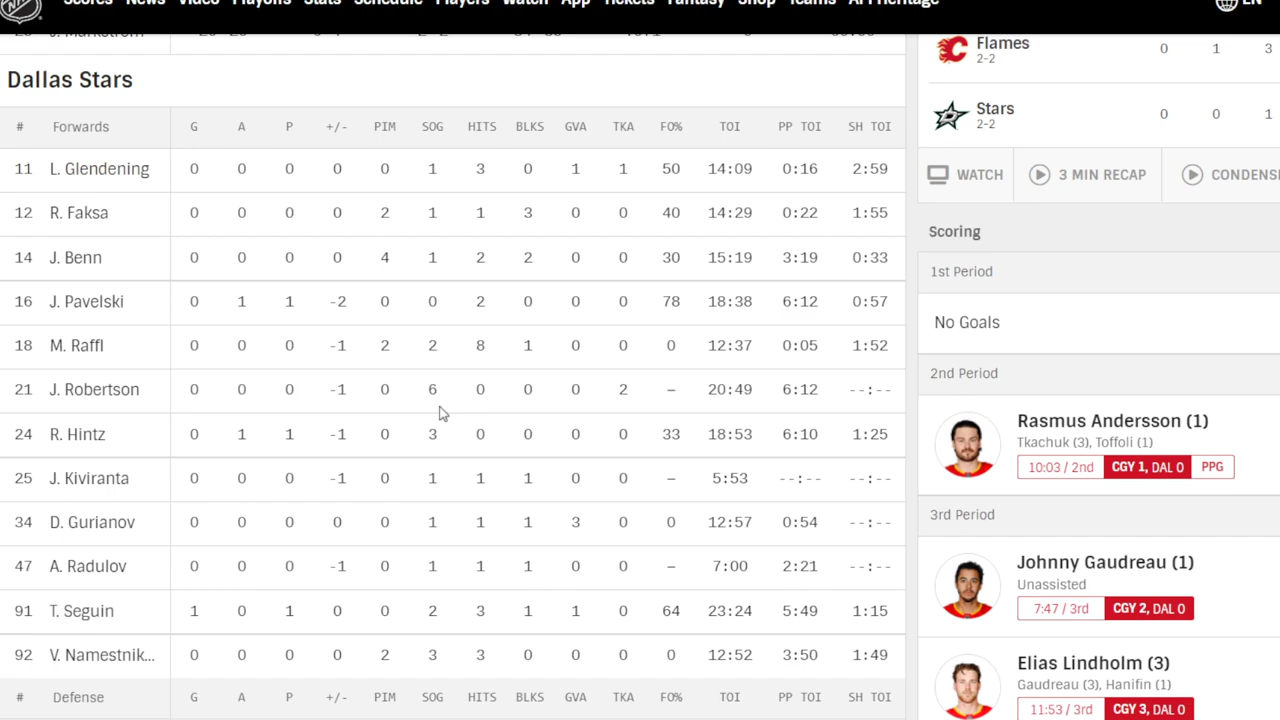 Scores News Video Playoffs Stats Schedule Players Watch App Tickets Fantasy Shop Teams All Heritage EN
Dallas Stars
# Forwards G A P +/- PIM SOG HITS BLKS GVA TKA FO% TOI PP TOI SH TOI
11 L. Glendening 0 0 0 0 0 1 3 0 1 1 50 14:09 0:16 2:59
12 R. Faksa 0 0 0 0 2 1 1 3 0 0 40 14:29 0:22 1:55
14 J. Benn 0 0 0 0 4 1 2 2 0 0 30 15:19 3:19 0:33
16 J. Pavelski 0 1 1 -2 0 0 2 0 0 0 78 18:38 6:12 0:57
18 M. Raffl 0 0 0 -1 2 2 8 1 0 0 0 12:37 0:05 1:52
21 J. Robertson 0 0 0 -1 0 6 0 0 0 2 – 20:49 6:12 --:--
24 R. Hintz 0 1 1 -1 0 3 0 0 0 0 33 18:53 6:10 1:25
25 J. Kiviranta 0 0 0 -1 0 1 1 1 0 0 – 5:53 --:-- --:--
34 D. Gurianov 0 0 0 0 0 1 1 1 3 0 0 12:57 0:54 --:--
47 A. Radulov 0 0 0 -1 0 1 1 1 0 0 – 7:00 2:21 --:--
91 T. Seguin 1 0 1 0 0 2 3 1 1 0 64 23:24 5:49 1:15
92 V. Namestnik... 0 0 0 0 2 3 3 0 0 0 0 12:52 3:50 1:49
# Defense G A P +/- PIM SOG HITS BLKS GVA TKA FO% TOI PP TOI SH TOI
Flames 0 1 3
2-2
Stars 0 0 1
2-2
WATCH 3 MIN RECAP CONDENS
Scoring
1st Period
No Goals
2nd Period
Rasmus Andersson (1)
Tkachuk (3), Toffoli (1)
10:03 / 2nd CGY 1, DAL 0 PPG
3rd Period
Johnny Gaudreau (1)
Unassisted
7:47 / 3rd CGY 2, DAL 0
Elias Lindholm (3)
Gaudreau (3), Hanifin (1)
11:53 / 3rd CGY 3, DAL 0